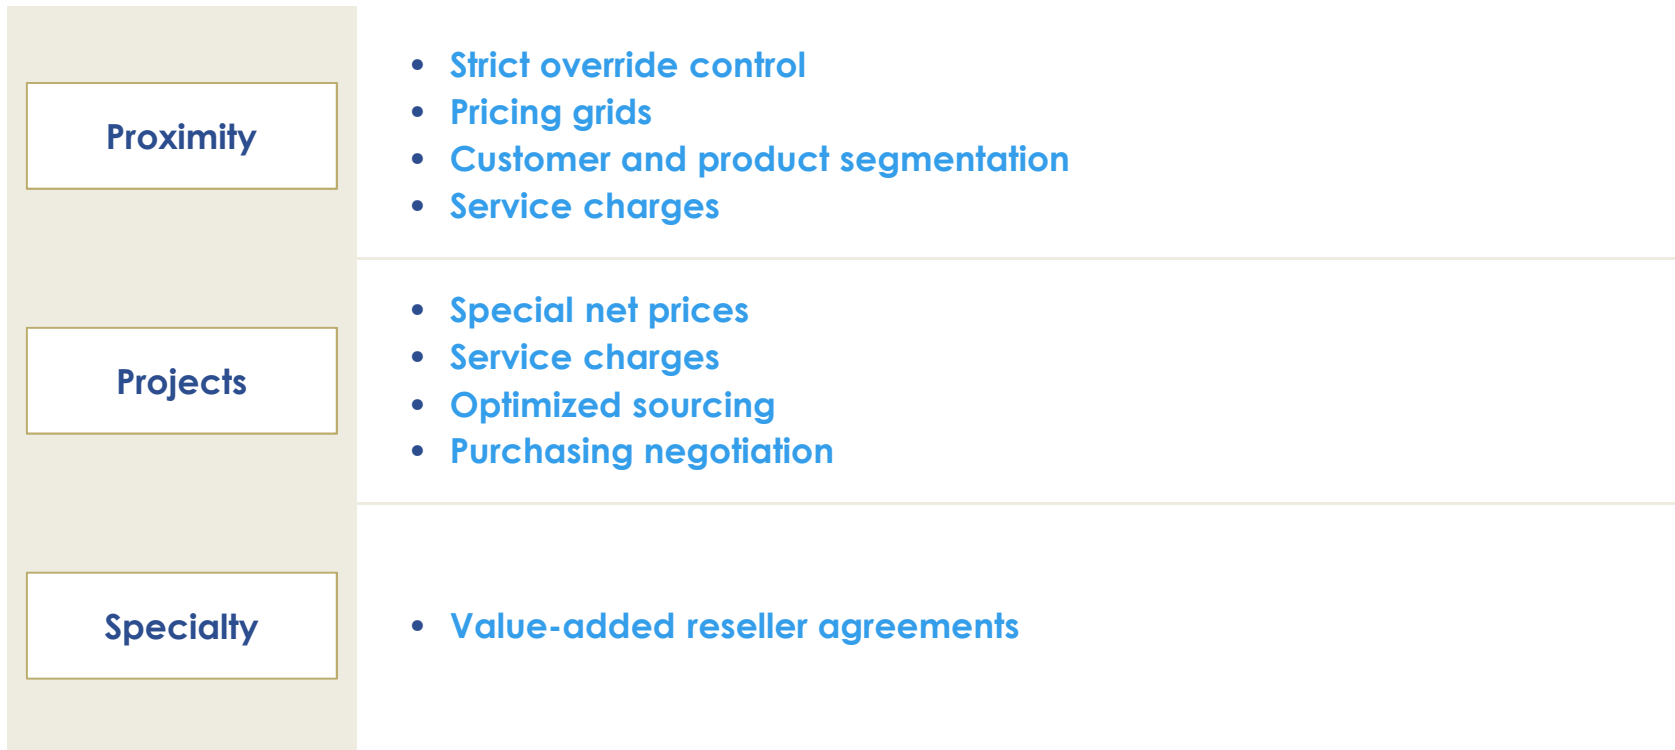 Proximity
• Strict override control
• Pricing grids
• Customer and product segmentation
• Service charges
Projects
• Special net prices
• Service charges
• Optimized sourcing
• Purchasing negotiation
Specialty
• Value-added reseller agreements